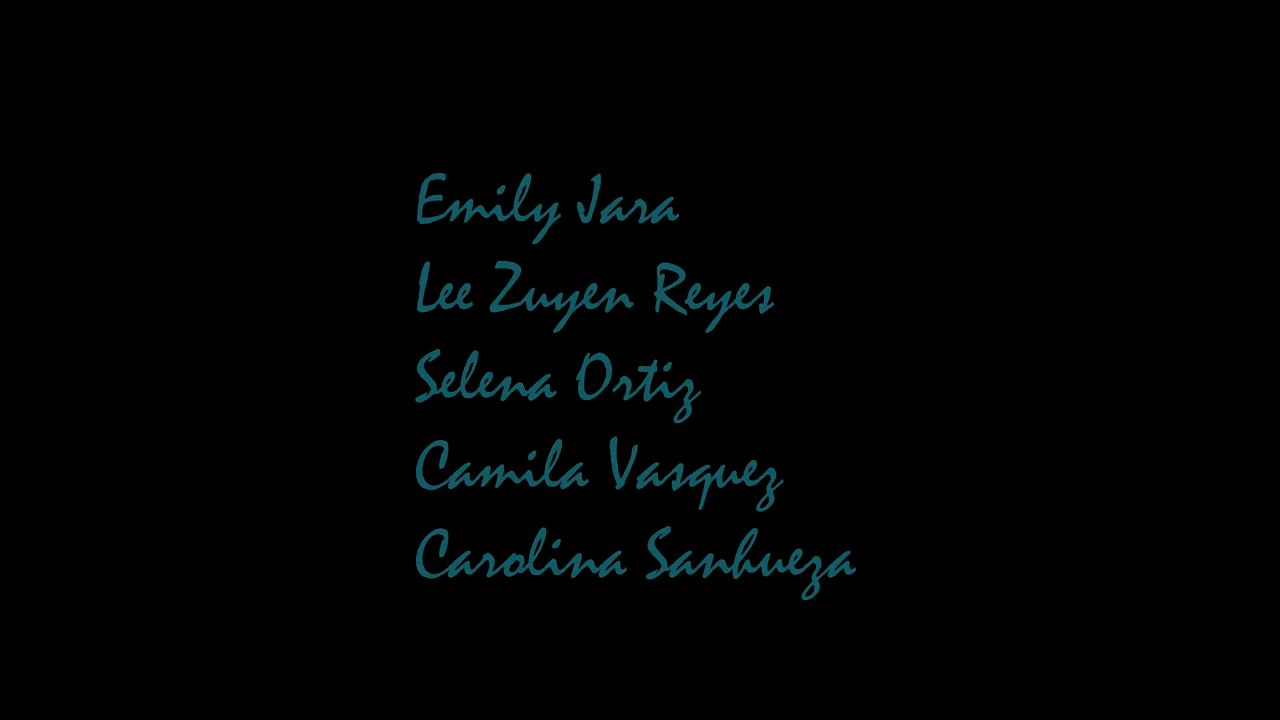 Emily Jara
Lee Zuyen Reyes
Selena Ortiz
Camila Vasquez
Carolina Sanhueza